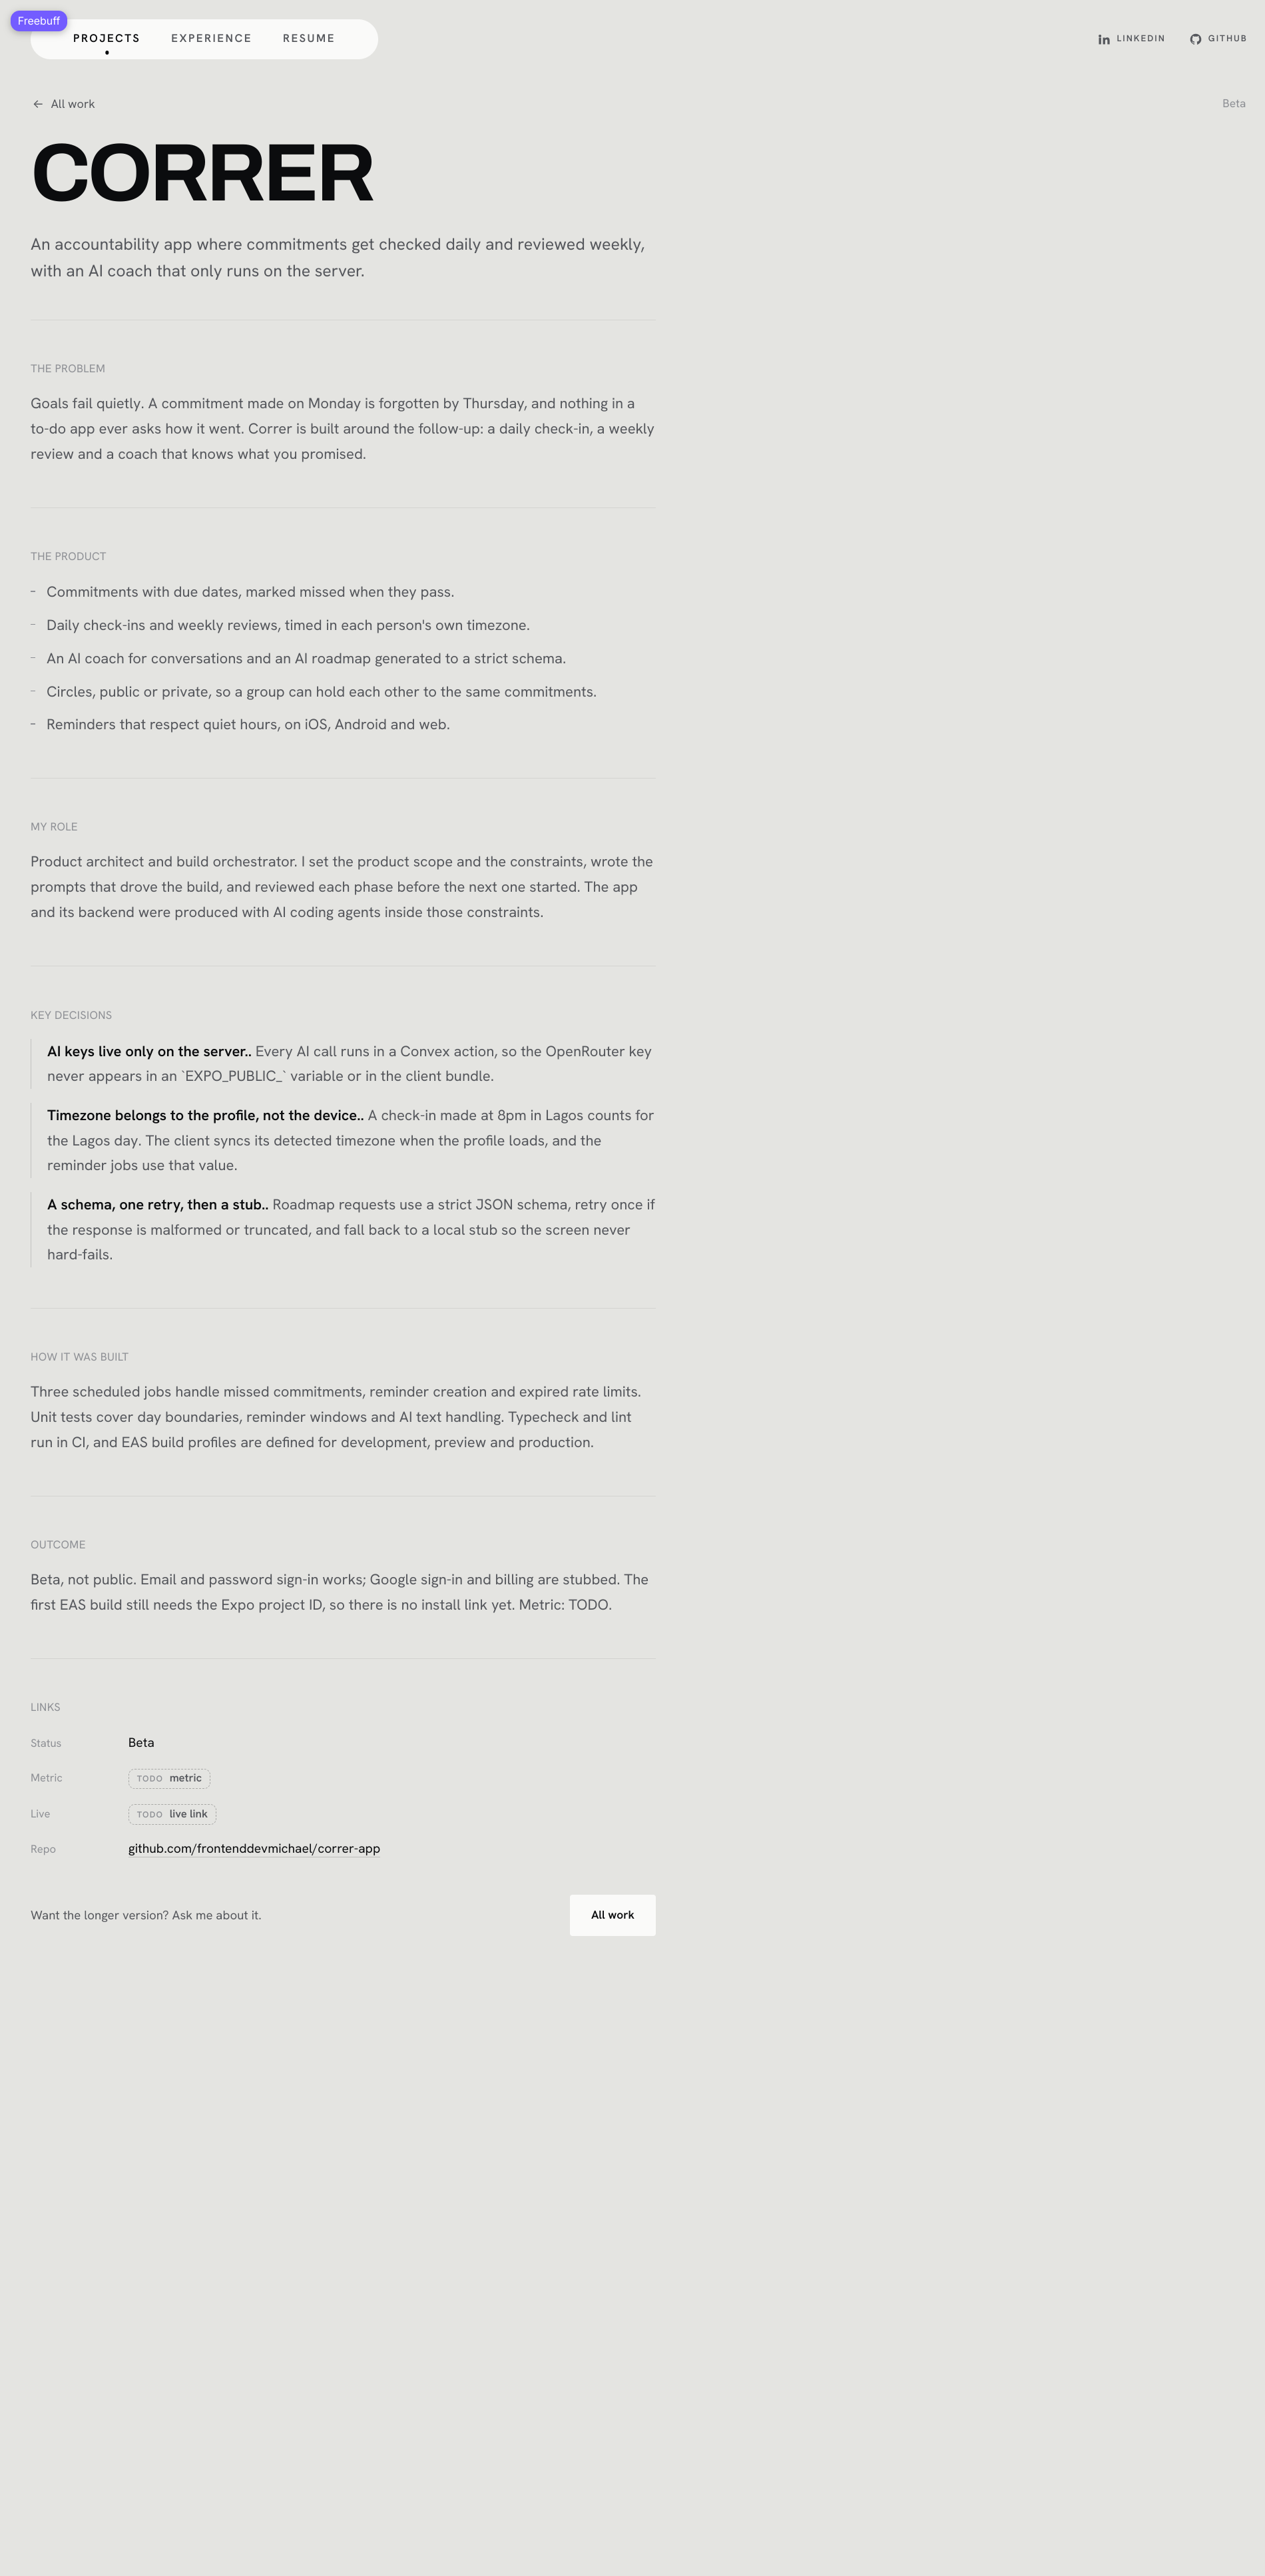 Freebuff
PROJECTS EXPERIENCE RESUME
LINKEDIN GITHUB
← All work
Beta
CORRER
An accountability app where commitments get checked daily and reviewed weekly,
with an AI coach that only runs on the server.
THE PROBLEM
Goals fail quietly. A commitment made on Monday is forgotten by Thursday, and nothing in a
to-do app ever asks how it went. Correr is built around the follow-up: a daily check-in, a weekly
review and a coach that knows what you promised.
THE PRODUCT
– Commitments with due dates, marked missed when they pass.
– Daily check-ins and weekly reviews, timed in each person's own timezone.
– An AI coach for conversations and an AI roadmap generated to a strict schema.
– Circles, public or private, so a group can hold each other to the same commitments.
– Reminders that respect quiet hours, on iOS, Android and web.
MY ROLE
Product architect and build orchestrator. I set the product scope and the constraints, wrote the
prompts that drove the build, and reviewed each phase before the next one started. The app
and its backend were produced with AI coding agents inside those constraints.
KEY DECISIONS
AI keys live only on the server.. Every AI call runs in a Convex action, so the OpenRouter key
never appears in an `EXPO_PUBLIC_` variable or in the client bundle.
Timezone belongs to the profile, not the device.. A check-in made at 8pm in Lagos counts for
the Lagos day. The client syncs its detected timezone when the profile loads, and the
reminder jobs use that value.
A schema, one retry, then a stub.. Roadmap requests use a strict JSON schema, retry once if
the response is malformed or truncated, and fall back to a local stub so the screen never
hard-fails.
HOW IT WAS BUILT
Three scheduled jobs handle missed commitments, reminder creation and expired rate limits.
Unit tests cover day boundaries, reminder windows and AI text handling. Typecheck and lint
run in CI, and EAS build profiles are defined for development, preview and production.
OUTCOME
Beta, not public. Email and password sign-in works; Google sign-in and billing are stubbed. The
first EAS build still needs the Expo project ID, so there is no install link yet. Metric: TODO.
LINKS
Status Beta
Metric TODO metric
Live TODO live link
Repo github.com/frontenddevmichael/correr-app
Want the longer version? Ask me about it.
All work